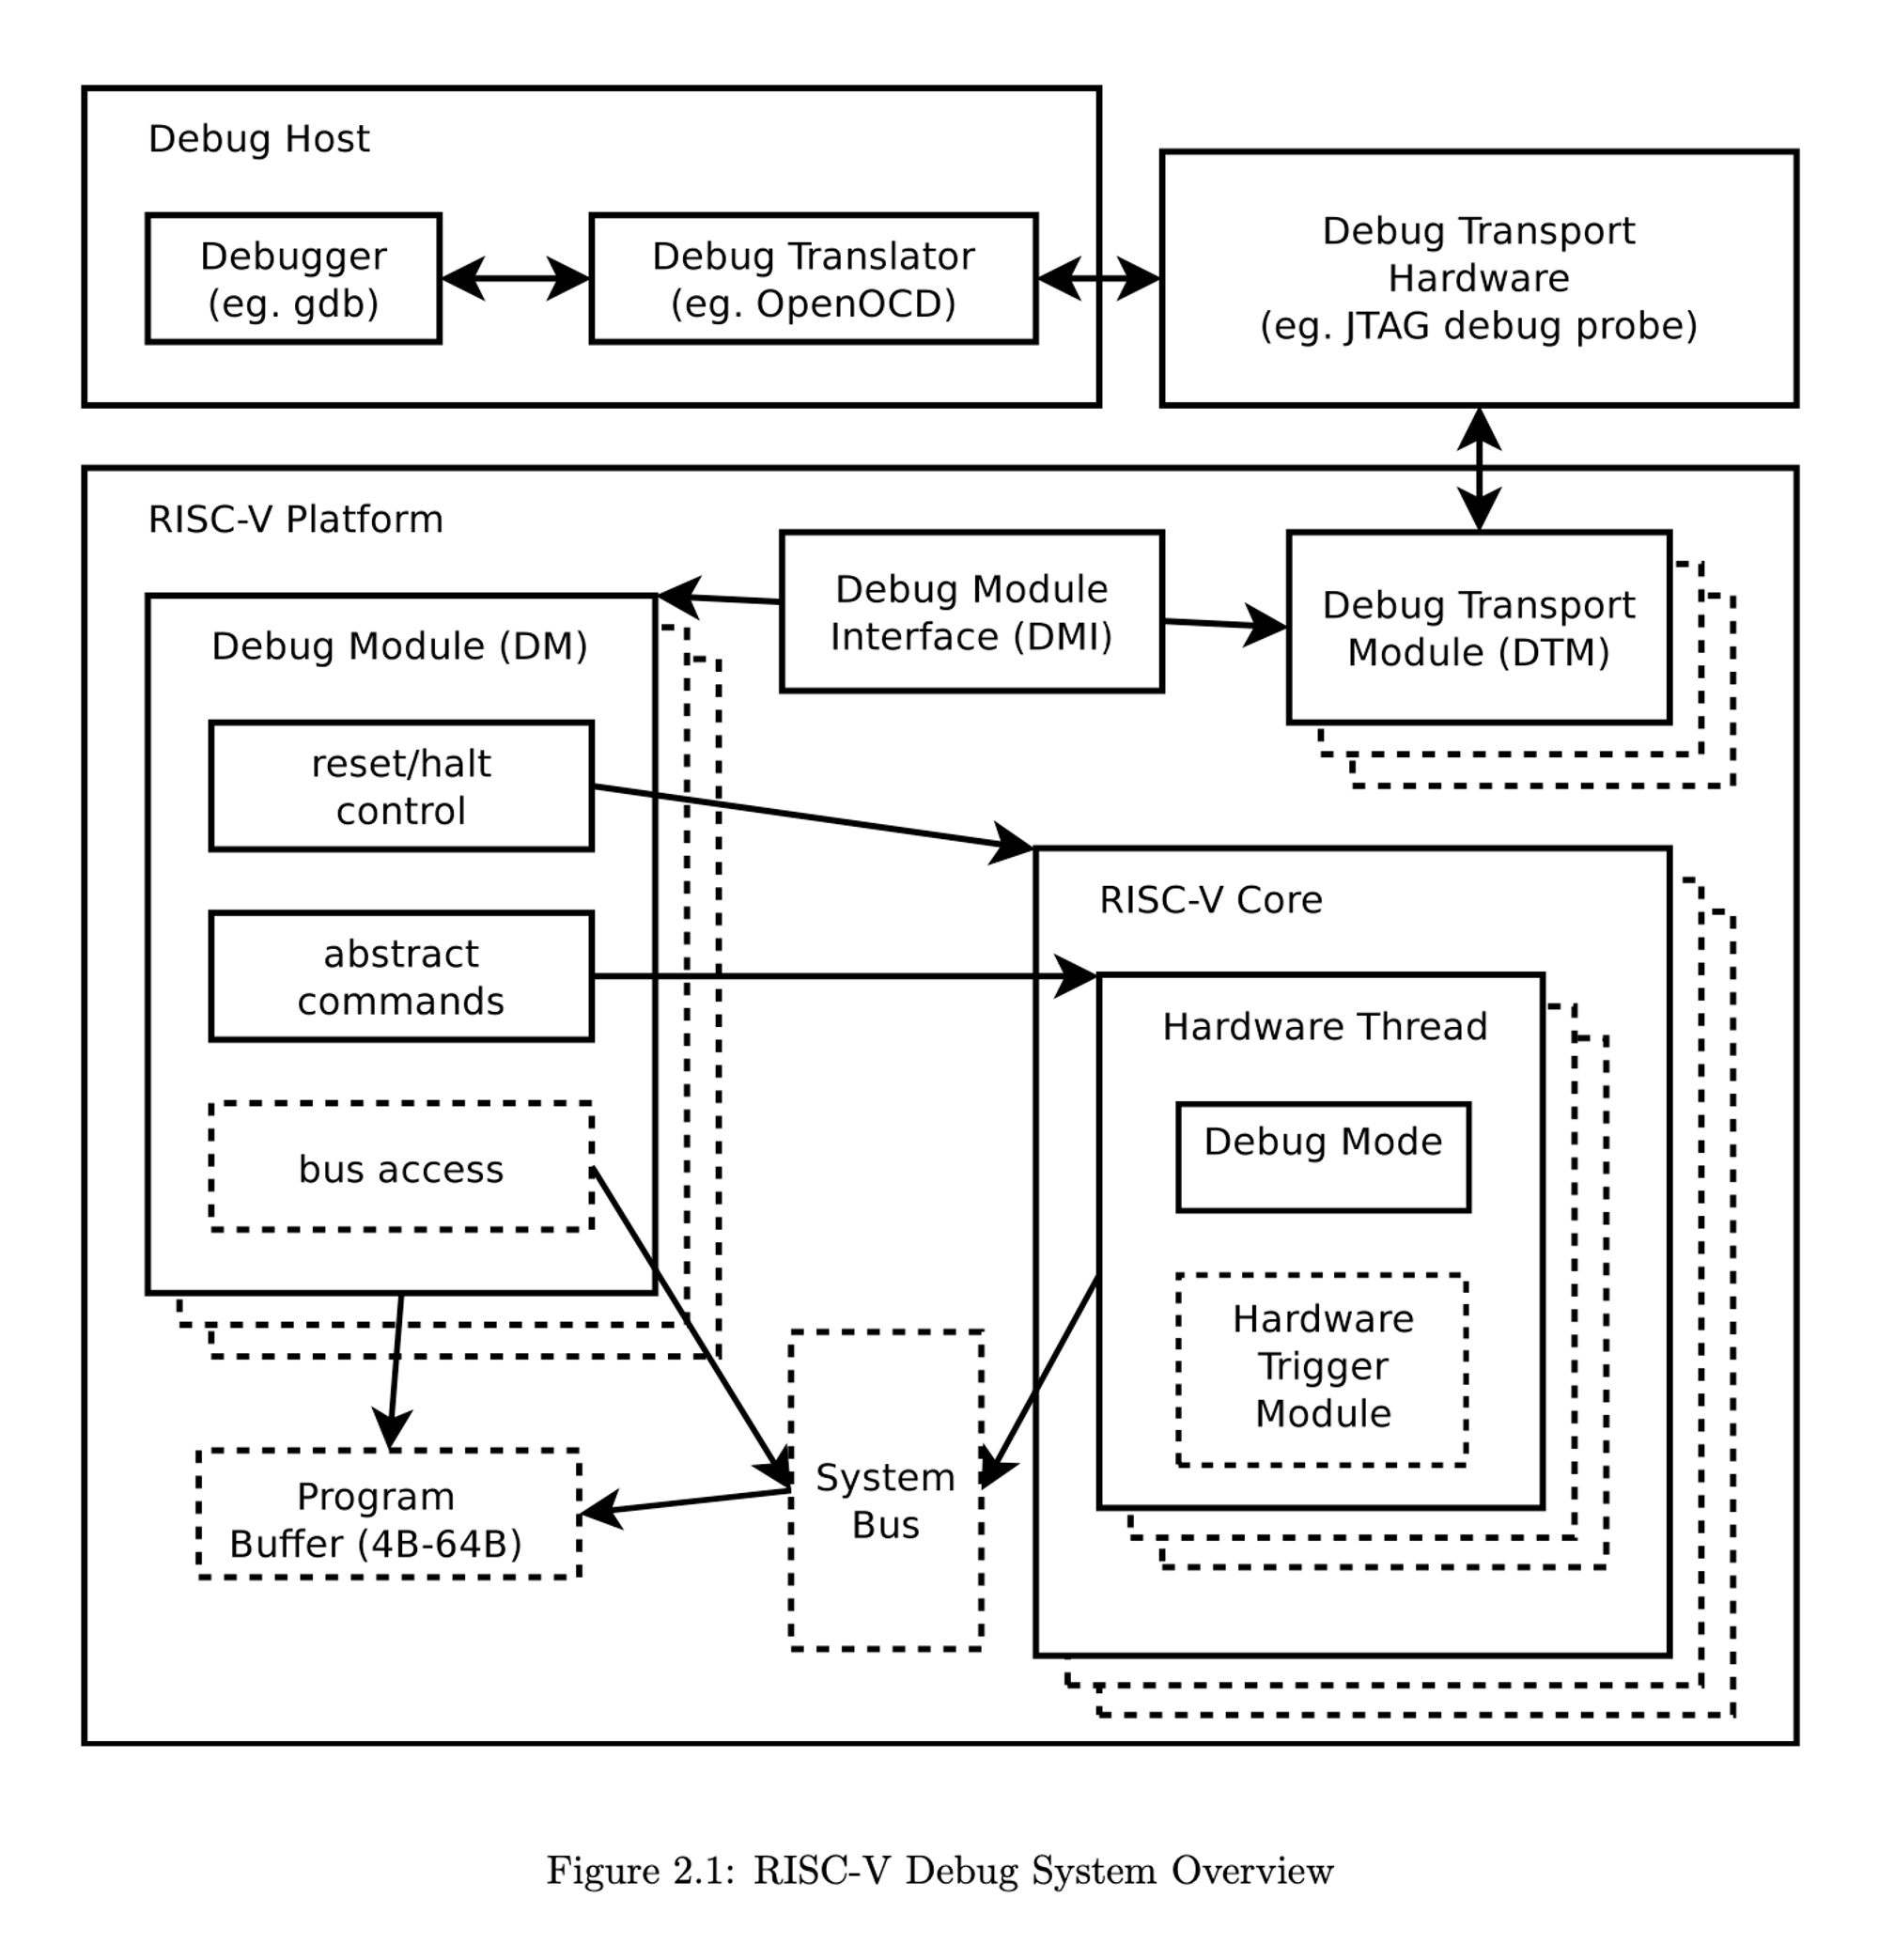 Debug Host
Debugger
(eg. gdb)
Debug Translator
(eg. OpenOCD)
Debug Transport
Hardware
(eg. JTAG debug probe)
RISC-V Platform
Debug Module
Interface (DMI)
Debug Transport
Module (DTM)
Debug Module (DM)
reset/halt
control
abstract
commands
bus access
RISC-V Core
Hardware Thread
Debug Mode
Hardware
Trigger
Module
System
Bus
Program
Buffer (4B-64B)
Figure 2.1: RISC-V Debug System Overview